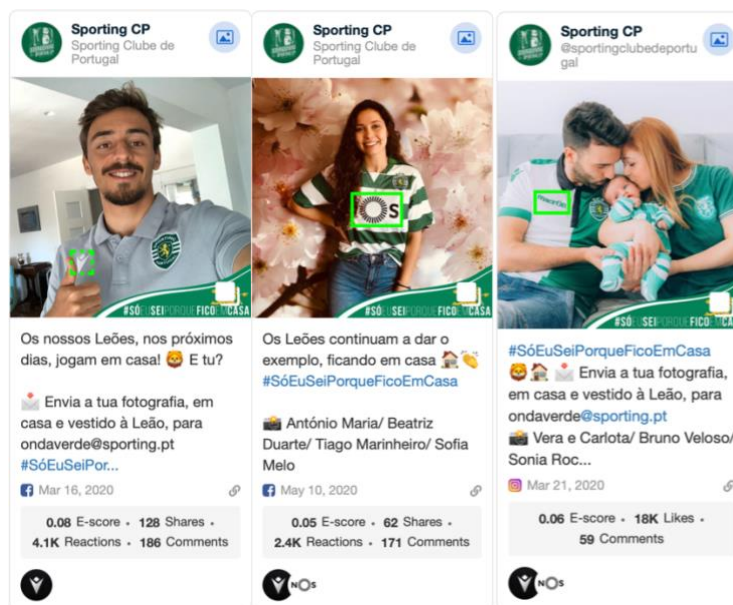 Sporting CP
Sporting Clube de
Portugal
#SÓEUSEIPORQUEFICOEMCASA
Os nossos Leões, nos próximos
dias, jogam em casa! 🦁 E tu?
📩 Envia a tua fotografia, em
casa e vestido à Leão, para
ondaverde@sporting.pt
#SóEuSeiPor...
Mar 16, 2020
0.08 E-score • 128 Shares •
4.1K Reactions • 186 Comments
Sporting CP
Sporting Clube de
Portugal
OS
#SÓEUSEIPORQUEFICOEMCASA
Os Leões continuam a dar o
exemplo, ficando em casa 🏠👏
#SóEuSeiPorqueFicoEmCasa
📸 António Maria/ Beatriz
Duarte/ Tiago Marinheiro/ Sofia
Melo
May 10, 2020
0.05 E-score • 62 Shares •
2.4K Reactions • 171 Comments
NOS
Sporting CP
@sportingclubedeportu
gal
#SÓEUSEIPORQUEFICOEMCASA
#SóEuSeiPorqueFicoEmCasa
🦁🏠 📩 Envia a tua fotografia,
em casa e vestido à Leão, para
ondaverde@sporting.pt
📸 Vera e Carlota/ Bruno Veloso/
Sonia Roc...
Mar 21, 2020
0.06 E-score • 18K Likes •
59 Comments
NOS